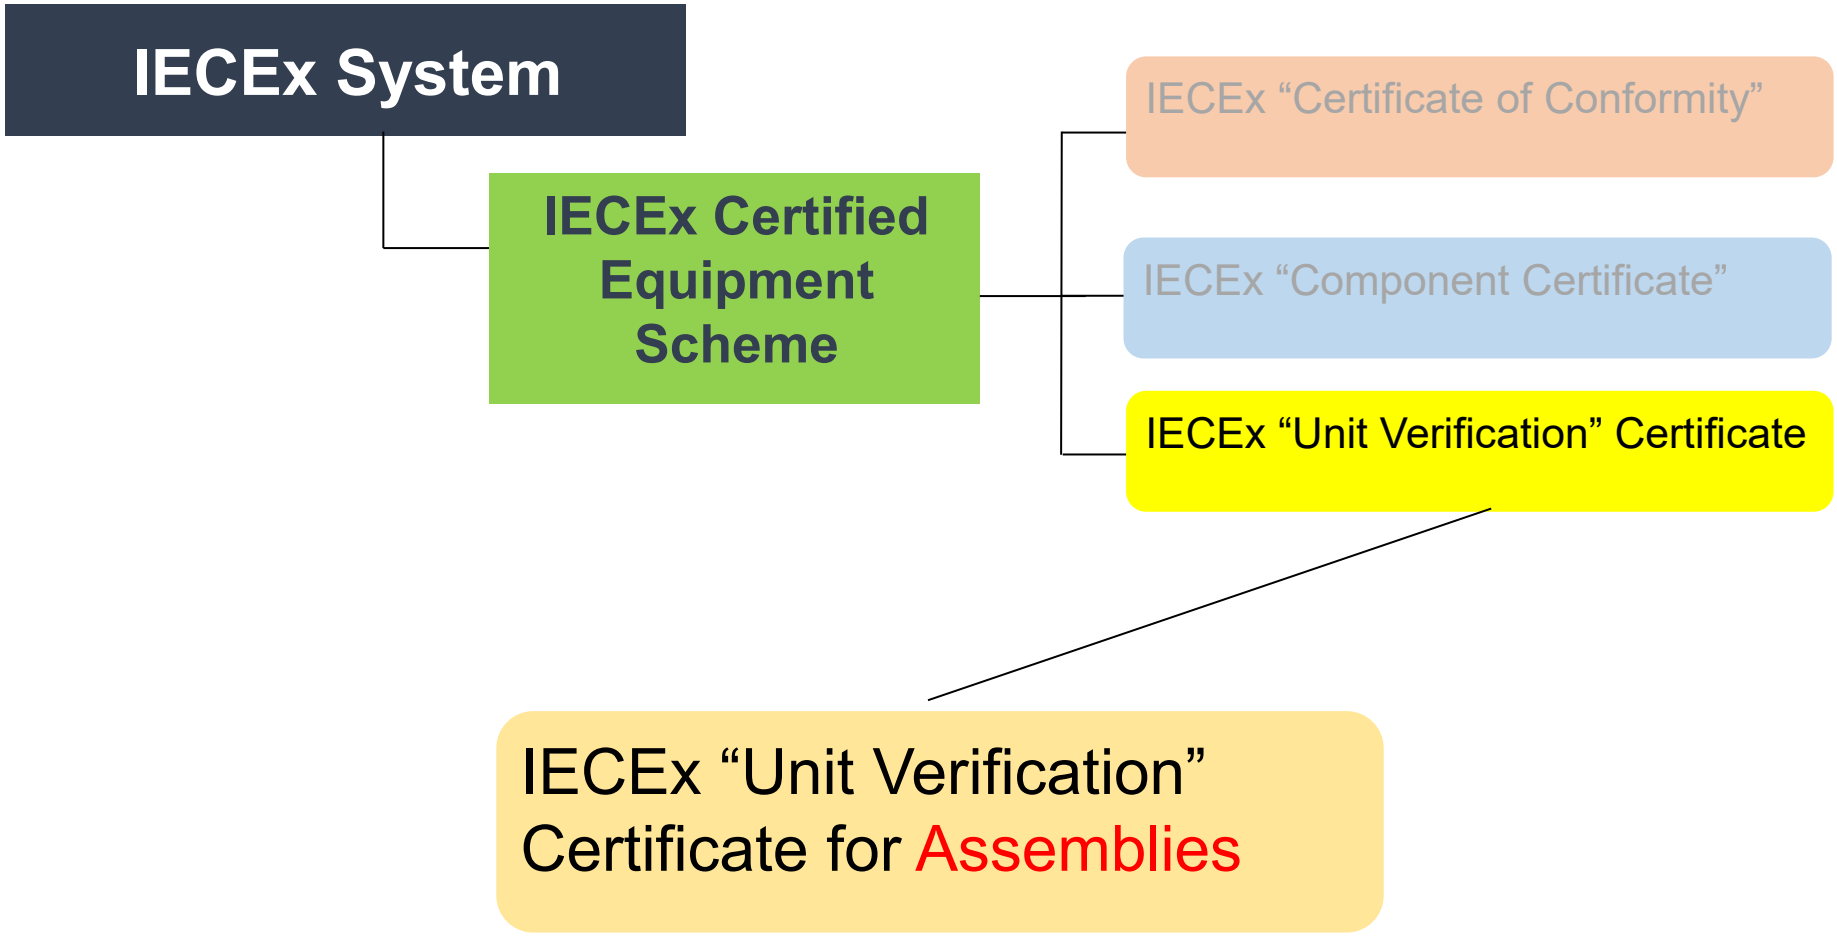 IECEx System
IECEx Certified
Equipment
Scheme
IECEx “Certificate of Conformity”
IECEx “Component Certificate”
IECEx “Unit Verification” Certificate
IECEx “Unit Verification”
Certificate for Assemblies